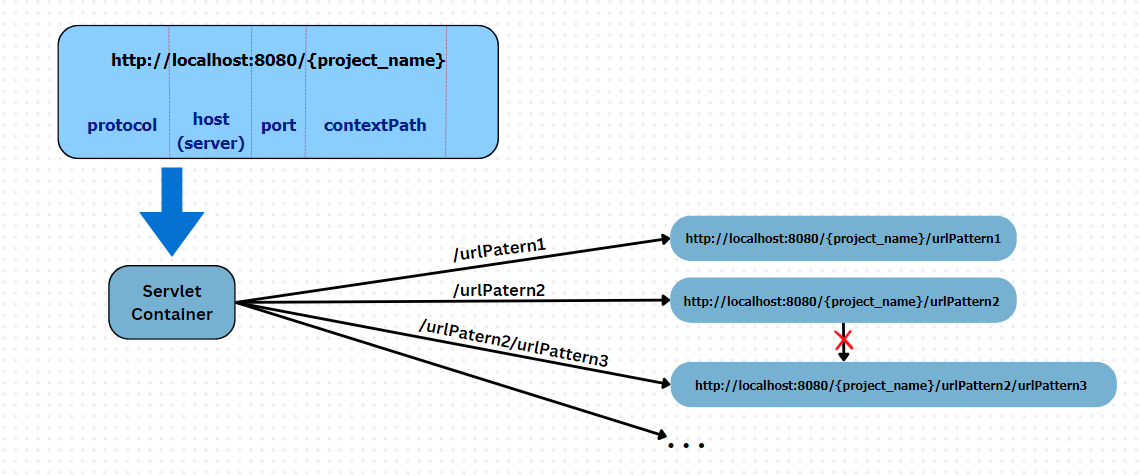 http://localhost:8080/{project_name}
protocol
host
(server)
port
contextPath
Servlet
Container
/urlPatern1
/urlPatern2
/urlPatern2/urlPattern3
http://localhost:8080/{project_name}/urlPattern1
http://localhost:8080/{project_name}/urlPattern2
http://localhost:8080/{project_name}/urlPattern2/urlPattern3
. . .